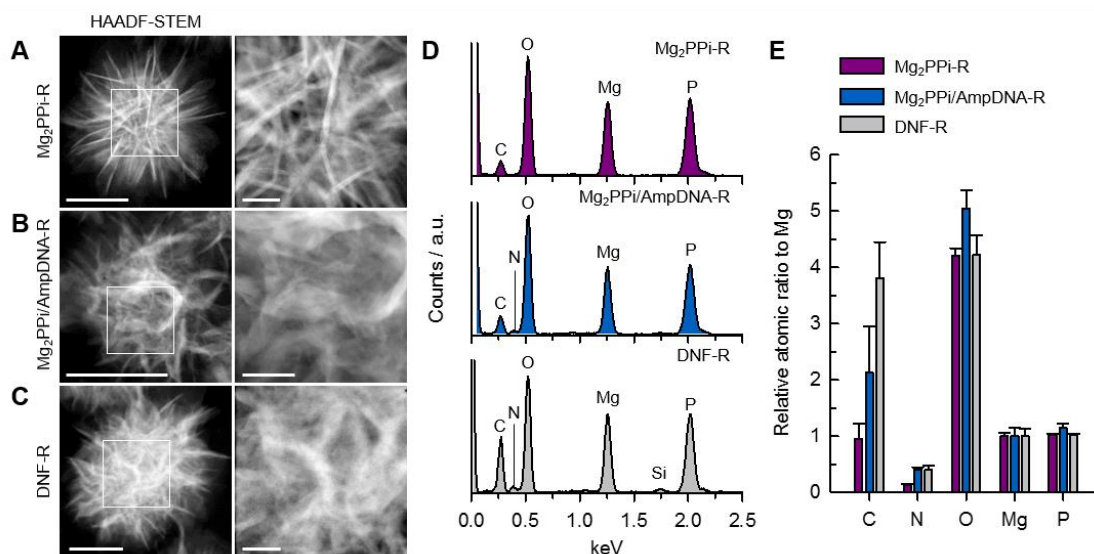 HAADF-STEM
A
Mg₂PPi-R
B
Mg₂PPi/AmpDNA-R
C
DNF-R
D
Mg₂PPi-R
C
O
Mg
P
Mg₂PPi/AmpDNA-R
C
N
O
Mg
P
DNF-R
C
N
O
Mg
Si
P
Counts / a.u.
0.0 0.5 1.0 1.5 2.0 2.5
keV
E
Mg₂PPi-R
Mg₂PPi/AmpDNA-R
DNF-R
Relative atomic ratio to Mg
6
5
4
3
2
1
0
C N O Mg P